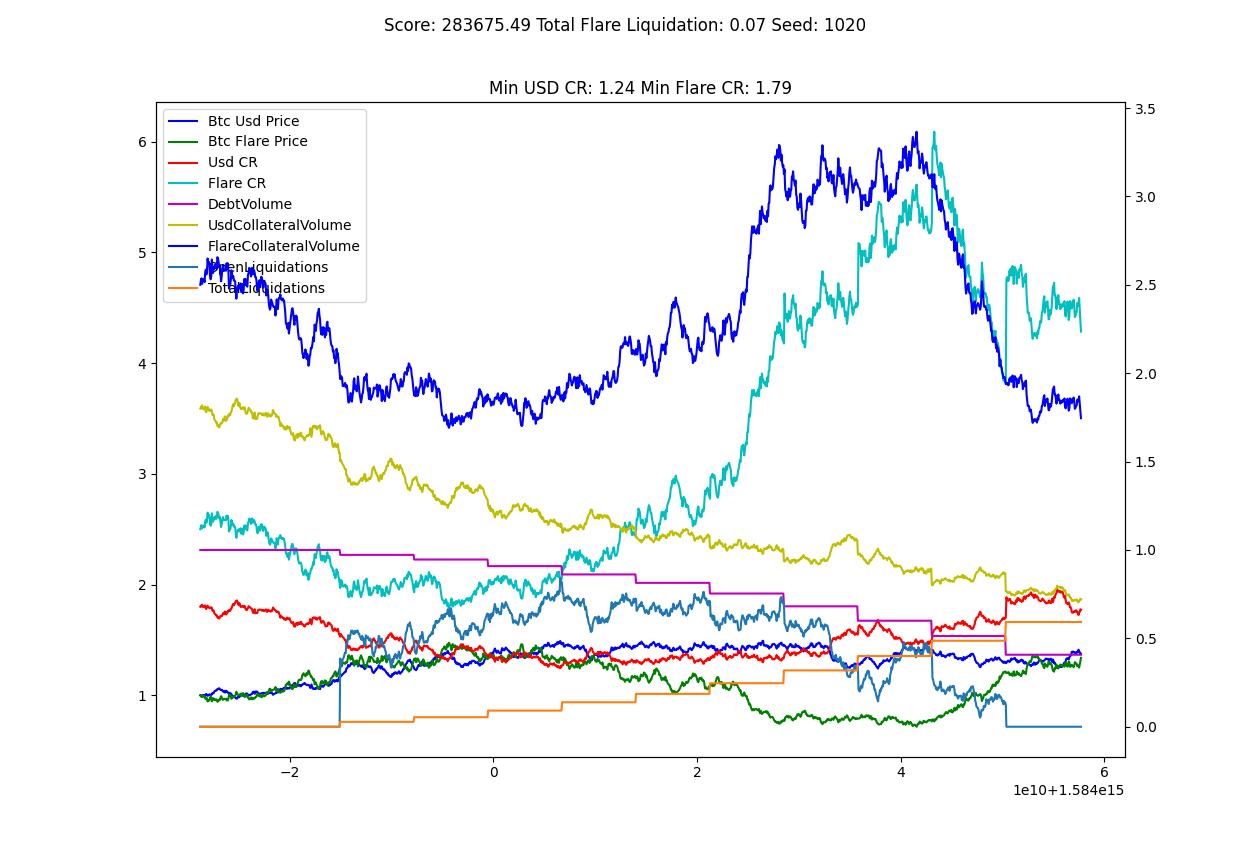 Score: 283675.49 Total Flare Liquidation: 0.07 Seed: 1020
Min USD CR: 1.24 Min Flare CR: 1.79
Btc Usd Price
Btc Flare Price
Usd CR
Flare CR
DebtVolume
UsdCollateralVolume
FlareCollateralVolume
OpenLiquidations
TotalLiquidations
6
5
4
3
2
1
3.5
3.0
2.5
2.0
1.5
1.0
0.5
0.0
−2 0 2 4 6
1e10+1.584e15